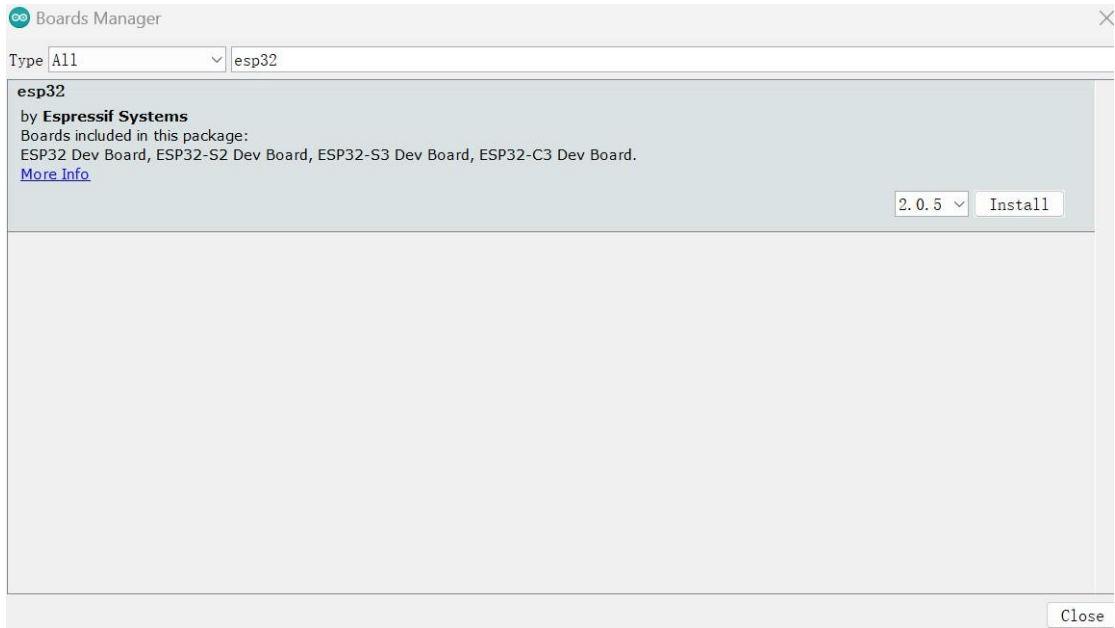 Boards Manager
Type All esp32
esp32
by Espressif Systems
Boards included in this package:
ESP32 Dev Board, ESP32-S2 Dev Board, ESP32-S3 Dev Board, ESP32-C3 Dev Board.
More Info
2.0.5 Install
Close